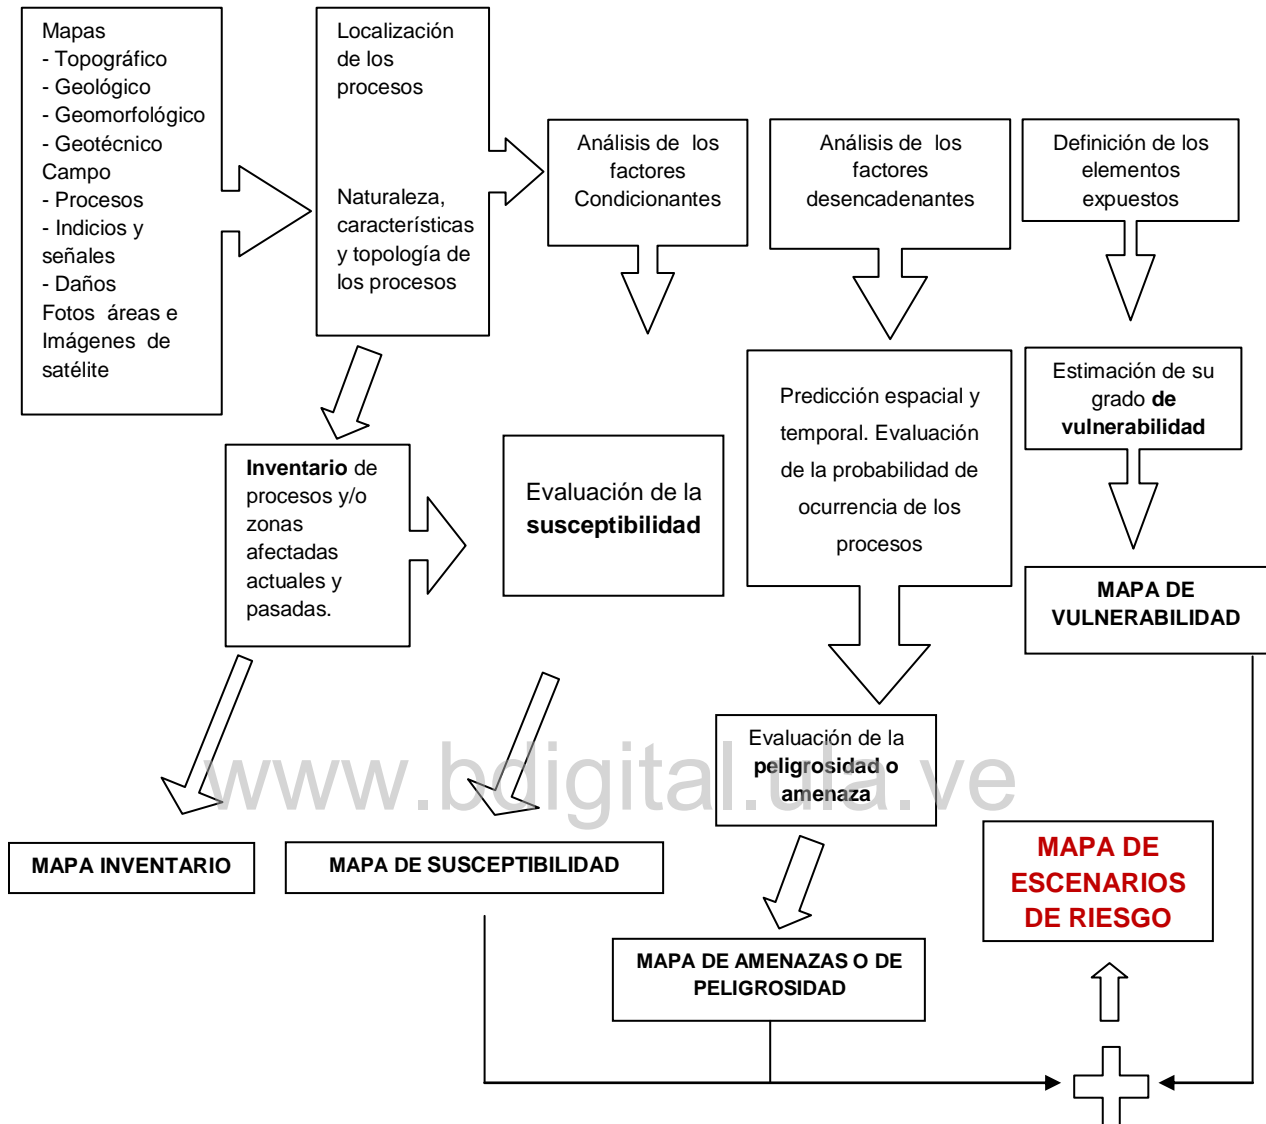 Mapas
- Topográfico
- Geológico
- Geomorfológico
- Geotécnico
Campo
- Procesos
- Indicios y
señales
- Daños
Fotos áreas e
Imágenes de
satélite
Localización
de los
procesos
Naturaleza,
características
y topología de
los procesos
Análisis de los
factores
Condicionantes
Análisis de los
factores
desencadenantes
Definición de los
elementos
expuestos
Inventario de
procesos y/o
zonas
afectadas
actuales y
pasadas.
Evaluación de la
susceptibilidad
Predicción espacial y
temporal. Evaluación
de la probabilidad de
ocurrencia de los
procesos
Estimación de su
grado de
vulnerabilidad
MAPA DE
VULNERABILIDAD
Evaluación de la
peligrosidad o
amenaza
www.bdigital.ula.ve
MAPA INVENTARIO
MAPA DE SUSCEPTIBILIDAD
MAPA DE AMENAZAS O DE
PELIGROSIDAD
MAPA DE
ESCENARIOS
DE RIESGO